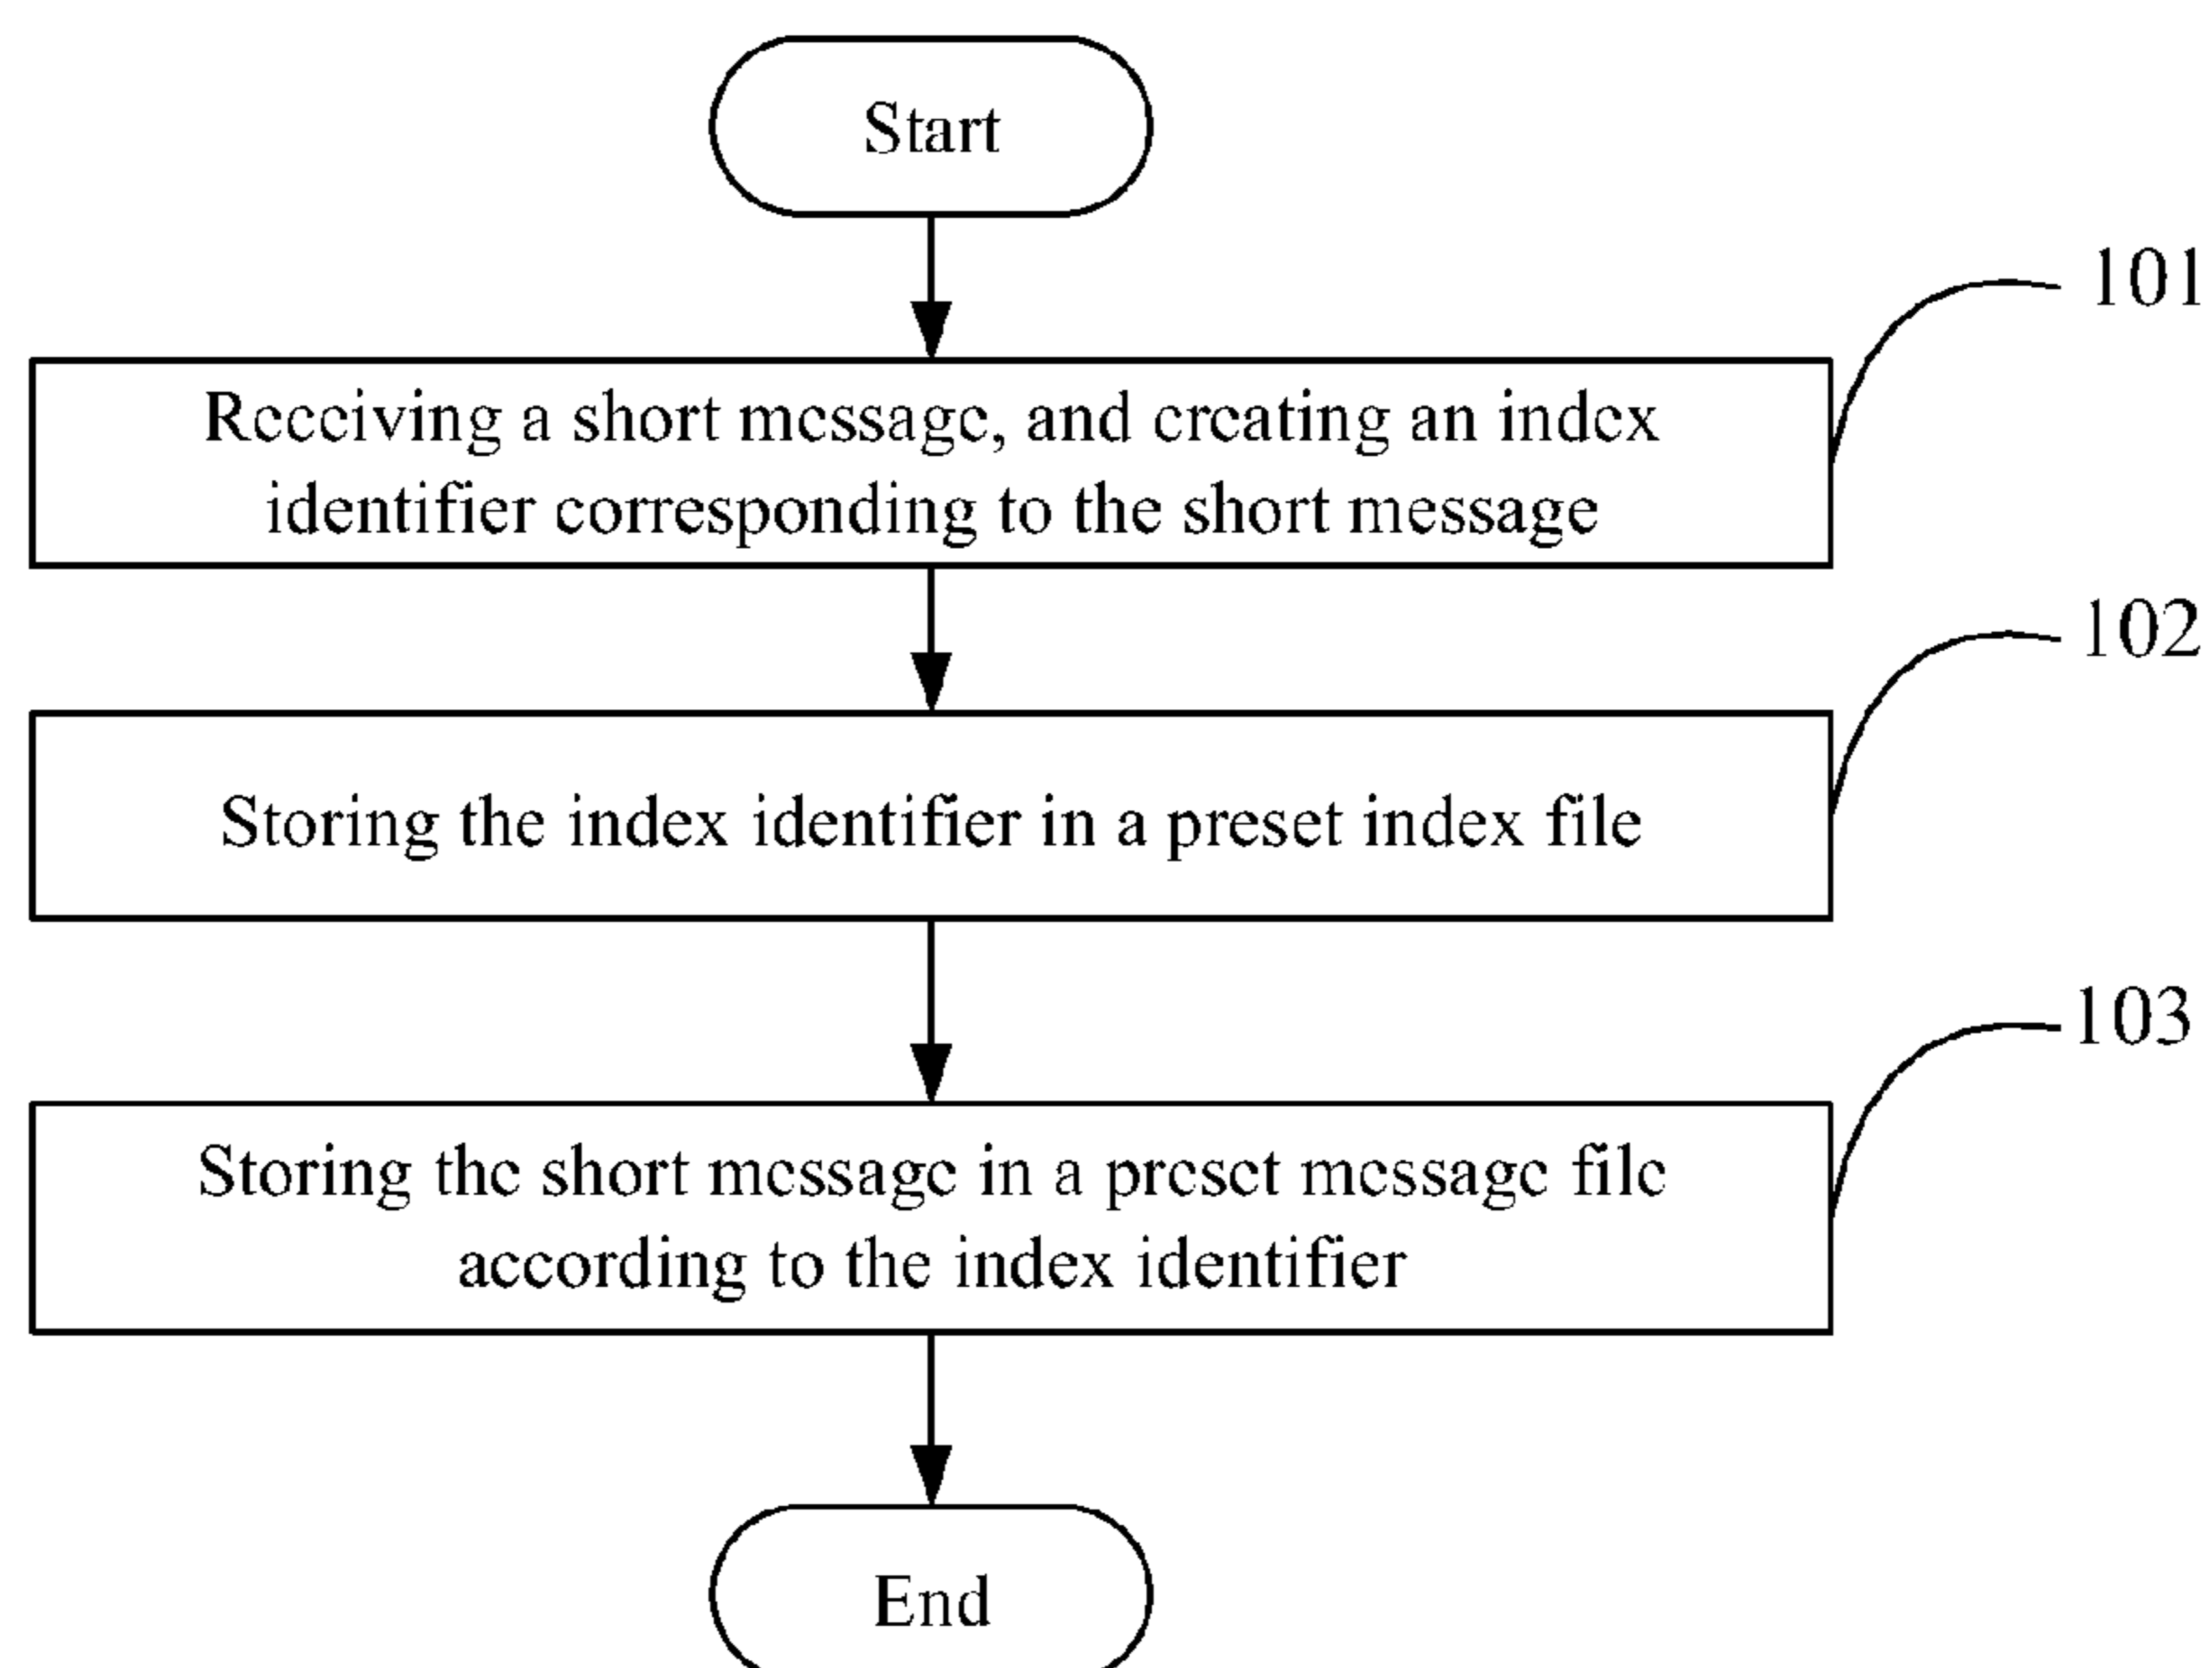 Start
101
Receiving a short message, and creating an index
identifier corresponding to the short message
102
Storing the index identifier in a preset index file
103
Storing the short message in a preset message file
according to the index identifier
End